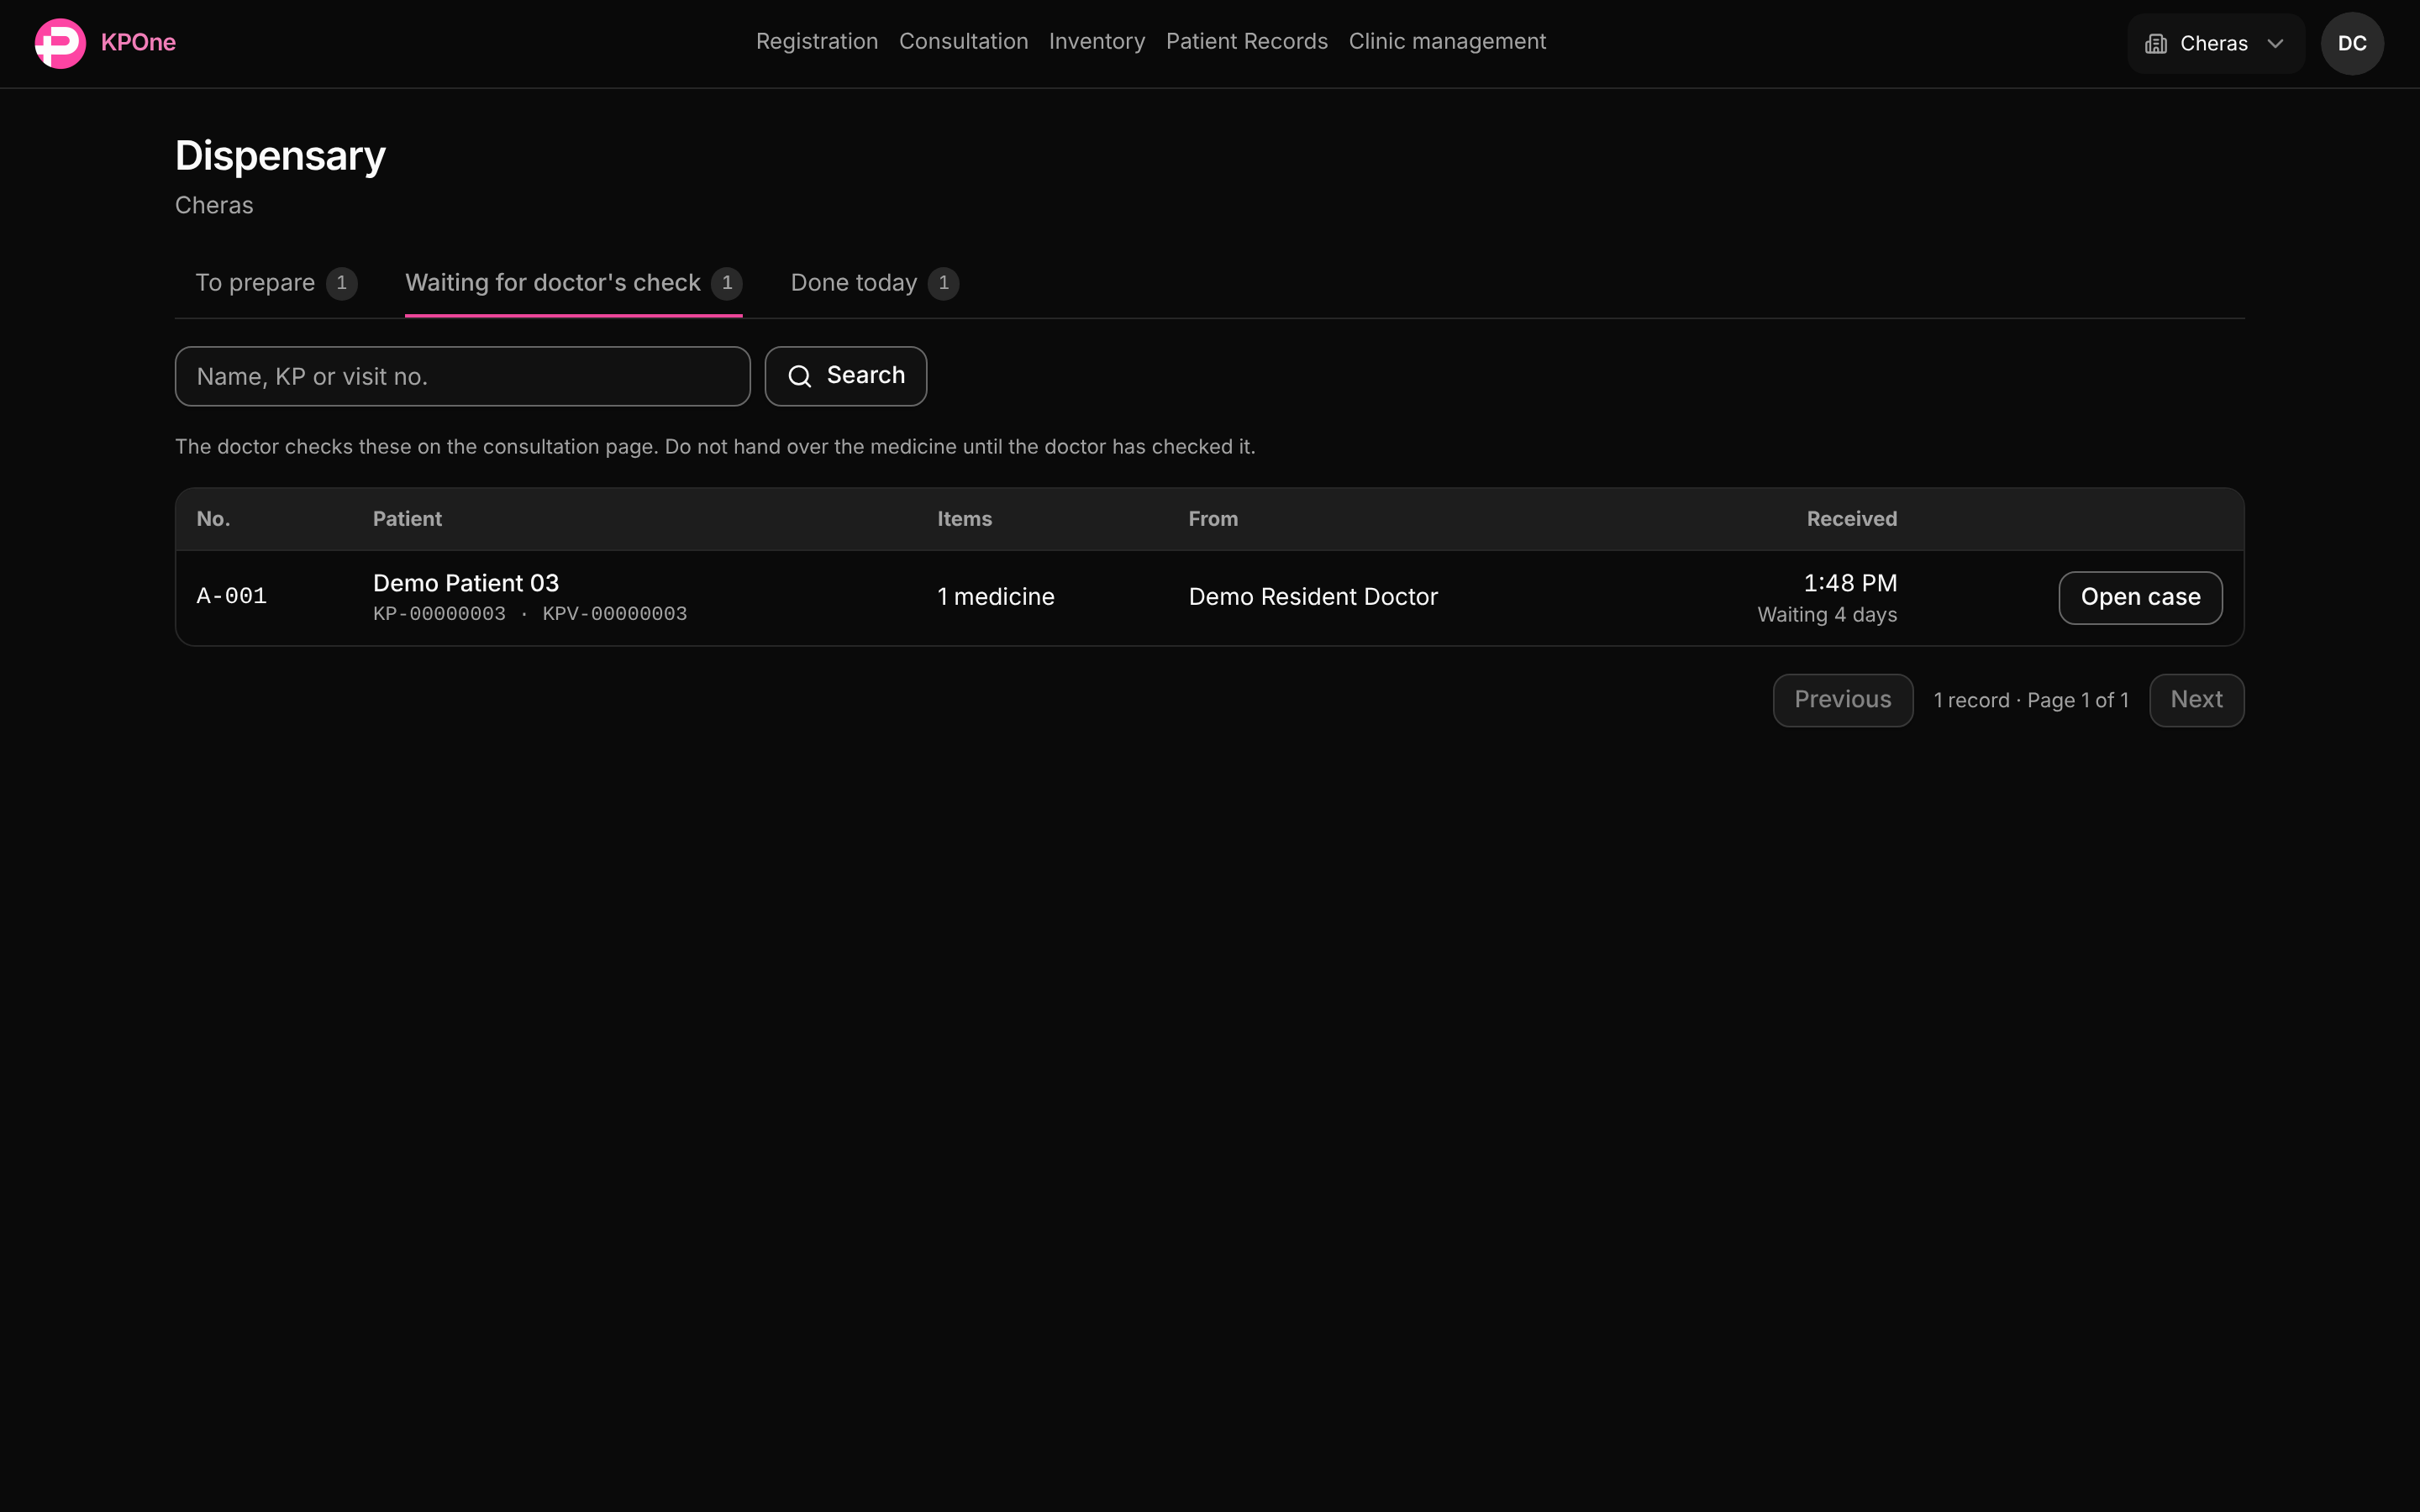 KPOne
Registration Consultation Inventory Patient Records Clinic management
Cheras
DC
Dispensary
Cheras
To prepare 1 Waiting for doctor's check 1 Done today 1
Name, KP or visit no. Search
The doctor checks these on the consultation page. Do not hand over the medicine until the doctor has checked it.
No. Patient Items From Received
A-001 Demo Patient 03 1 medicine Demo Resident Doctor 1:48 PM Open case
KP-00000003 · KPV-00000003 Waiting 4 days
Previous 1 record · Page 1 of 1 Next